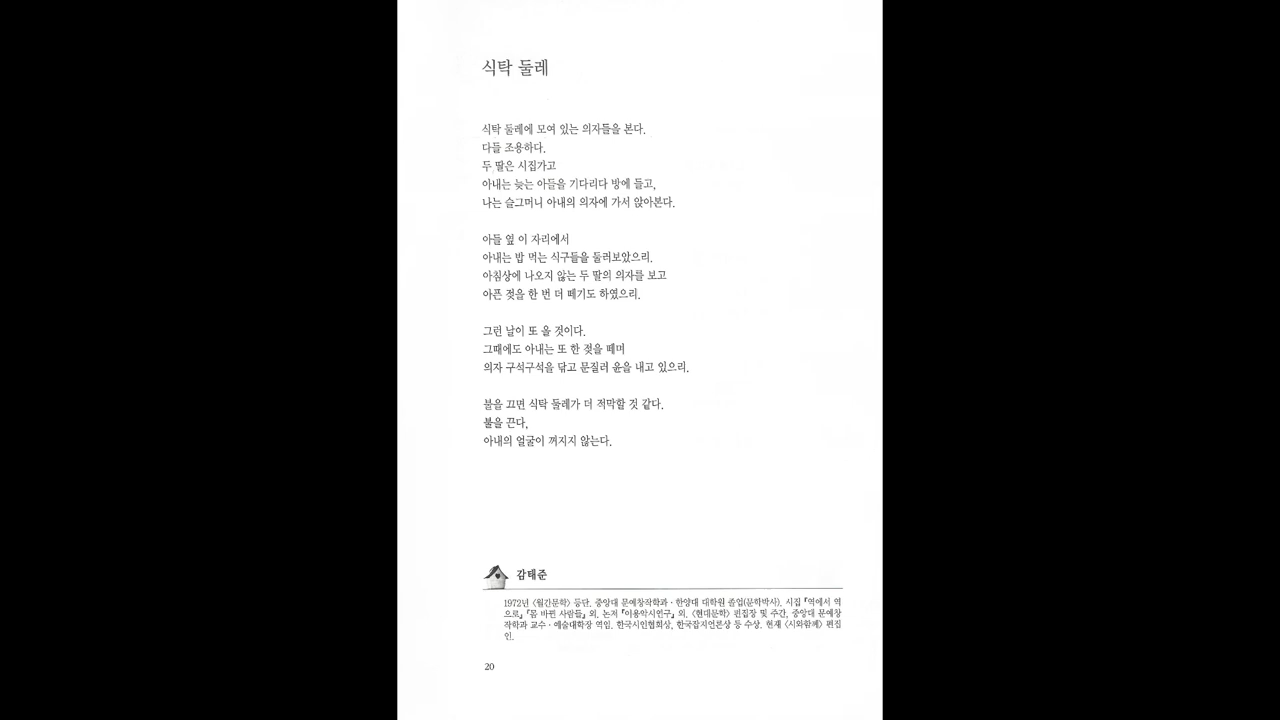 식탁 둘레
식탁 둘레에 모여 있는 의자들을 본다.
다들 조용하다.
두 딸은 시집가고
아내는 늦는 아들을 기다리다 방에 들고,
나는 슬그머니 아내의 의자에 가서 앉아본다.
아들 옆 이 자리에서
아내는 밥 먹는 식구들을 둘러보았으리.
아침상에 나오지 않는 두 딸의 의자를 보고
아픈 젖을 한 번 더 떼기도 하였으리.
그런 날이 또 올 것이다.
그때에도 아내는 또 한 젖을 떼며
의자 구석구석을 닦고 문질러 윤을 내고 있으리.
불을 끄면 식탁 둘레가 더 적막할 것 같다.
불을 끈다,
아내의 얼굴이 꺼지지 않는다.
감태준
1972년 〈월간문학〉 등단. 중앙대 문예창작학과·한양대 대학원 졸업(문학박사). 시집 『역에서 역
으로』 『몸 바뀐 사람들』 외. 논저 『이용악시연구』 외. 〈현대문학〉 편집장 및 주간, 중앙대 문예창
작학과 교수·예술대학장 역임. 한국시인협회상, 한국잡지언론상 등 수상. 현재 〈시와함께〉 편집
인.
20